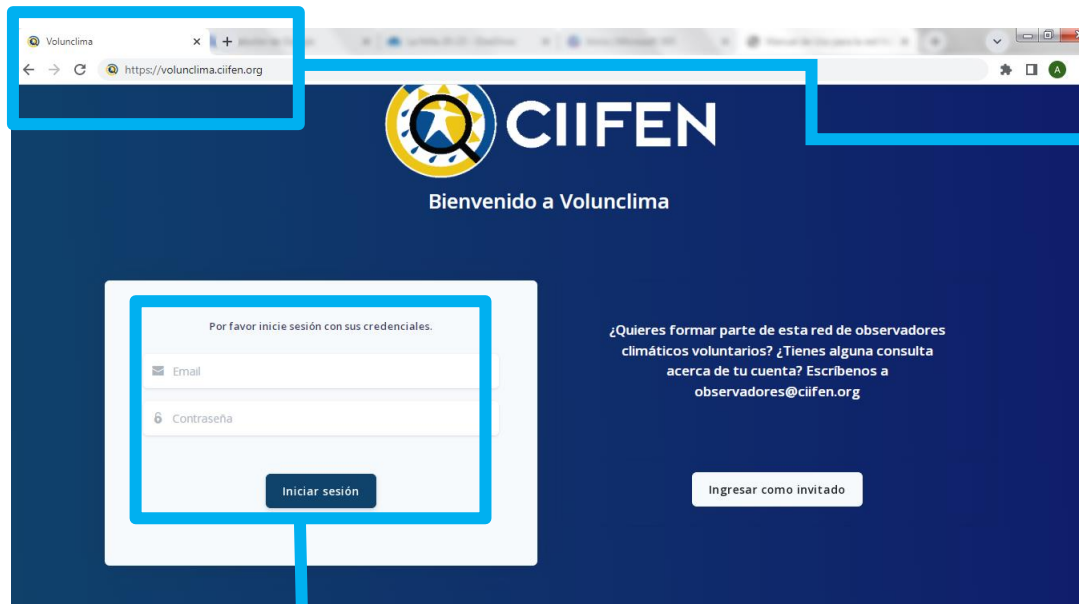 Volunclima
https://volunclima.ciifen.org
A
CIIFEN
Bienvenido a Volunclima
Por favor inicie sesión con sus credenciales.
Email
Contraseña
Iniciar sesión
¿Quieres formar parte de esta red de observadores
climáticos voluntarios? ¿Tienes alguna consulta
acerca de tu cuenta? Escríbenos a
observadores@ciifen.org
Ingresar como invitado